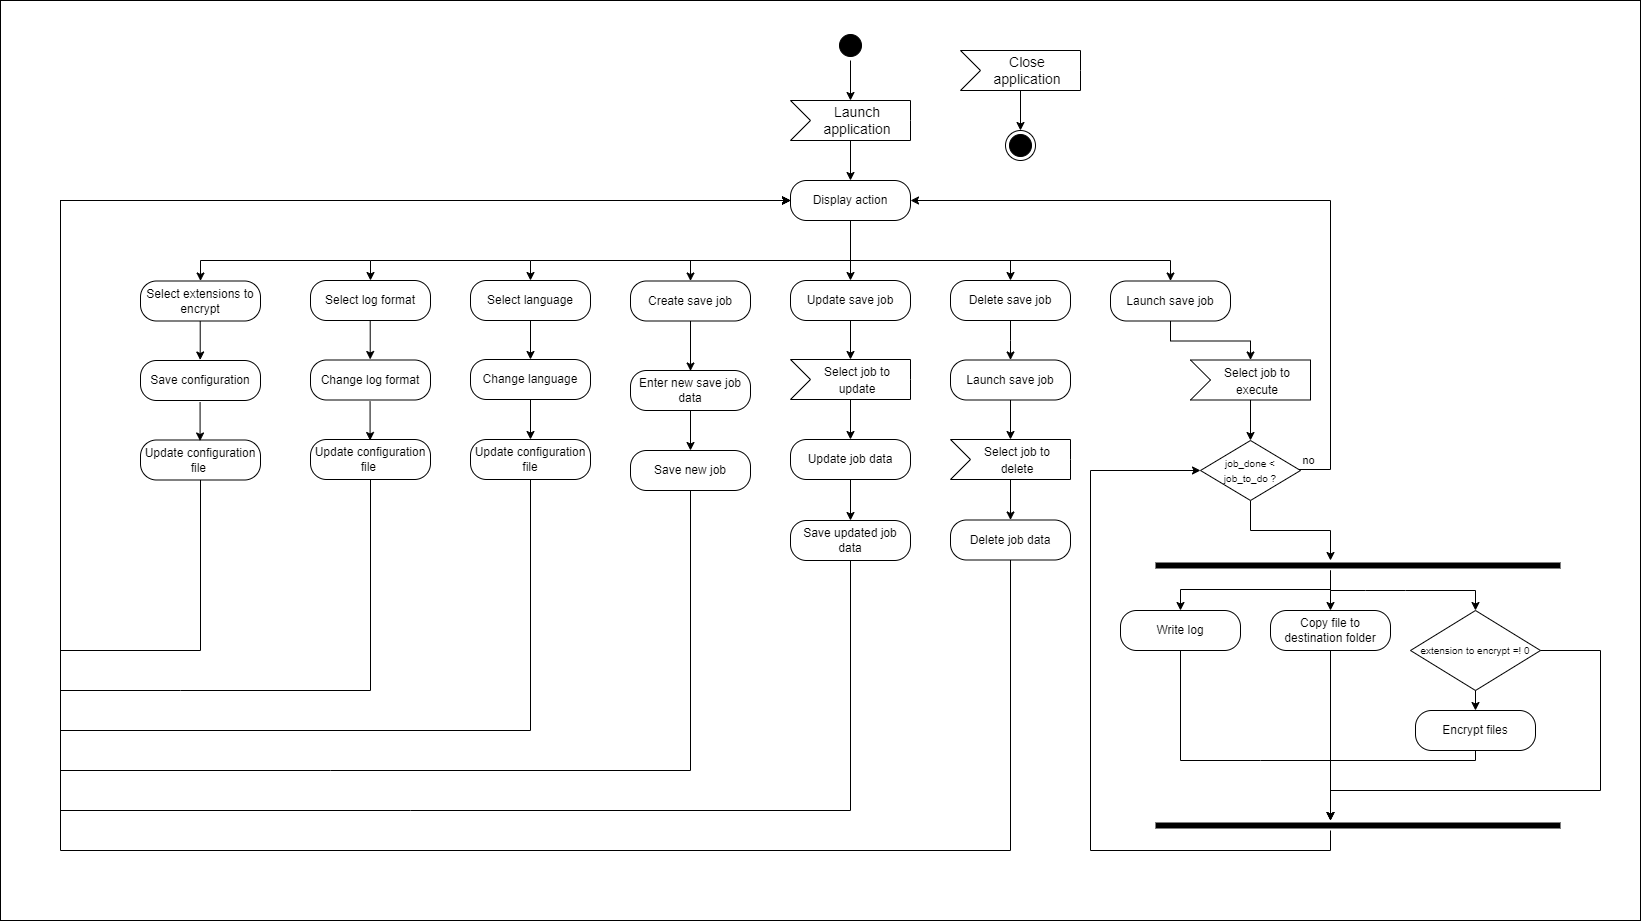 Launch
application
Close
application
Display action
Select extensions to
encrypt
Select log format
Select language
Create save job
Update save job
Delete save job
Launch save job
Save configuration
Change log format
Change language
Enter new save job
data
Select job to
update
Launch save job
Select job to
execute
Update configuration
file
Update configuration
file
Update configuration
file
Save new job
Update job data
Select job to
delete
job_done <
job_to_do ?
no
Save updated job
data
Delete job data
Write log
Copy file to
destination folder
extension to encrypt =! 0
Encrypt files